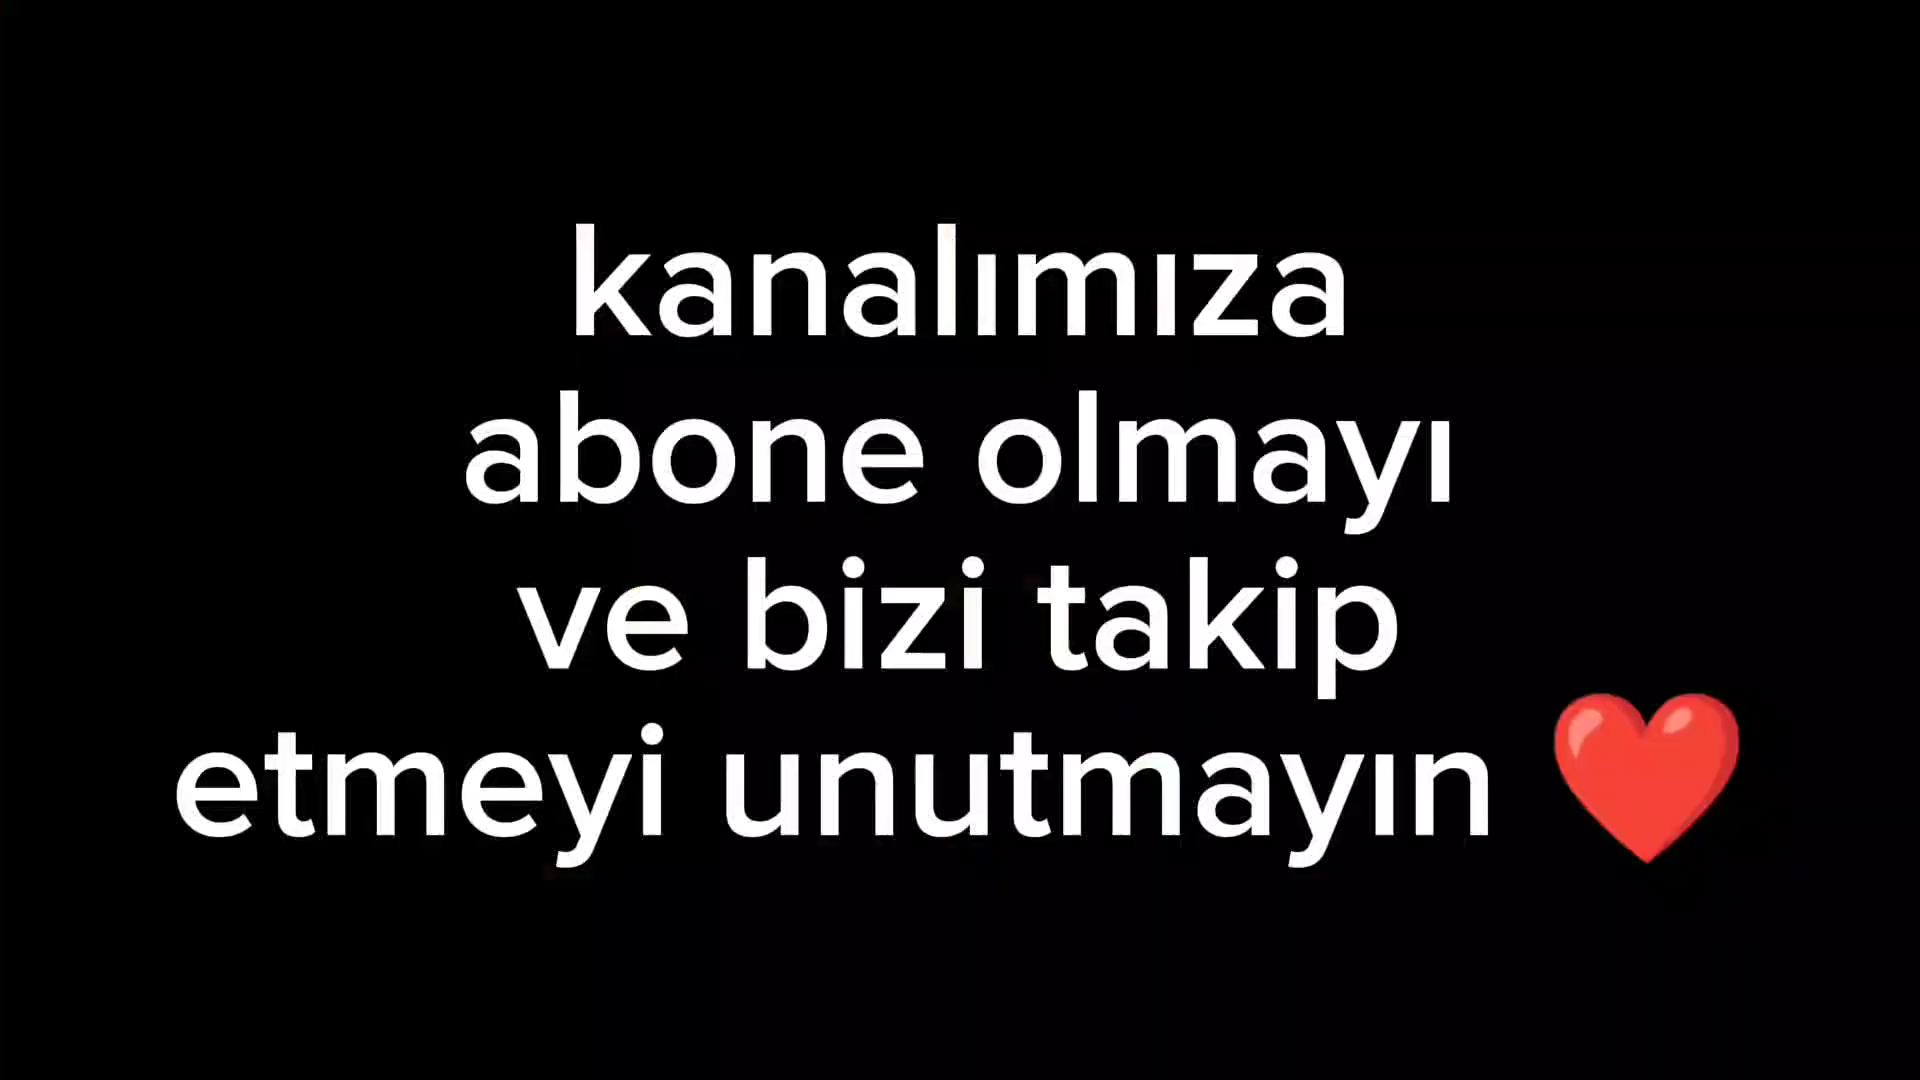 kanalımıza
abone olmayı
ve bizi takip
etmeyi unutmayın ❤️